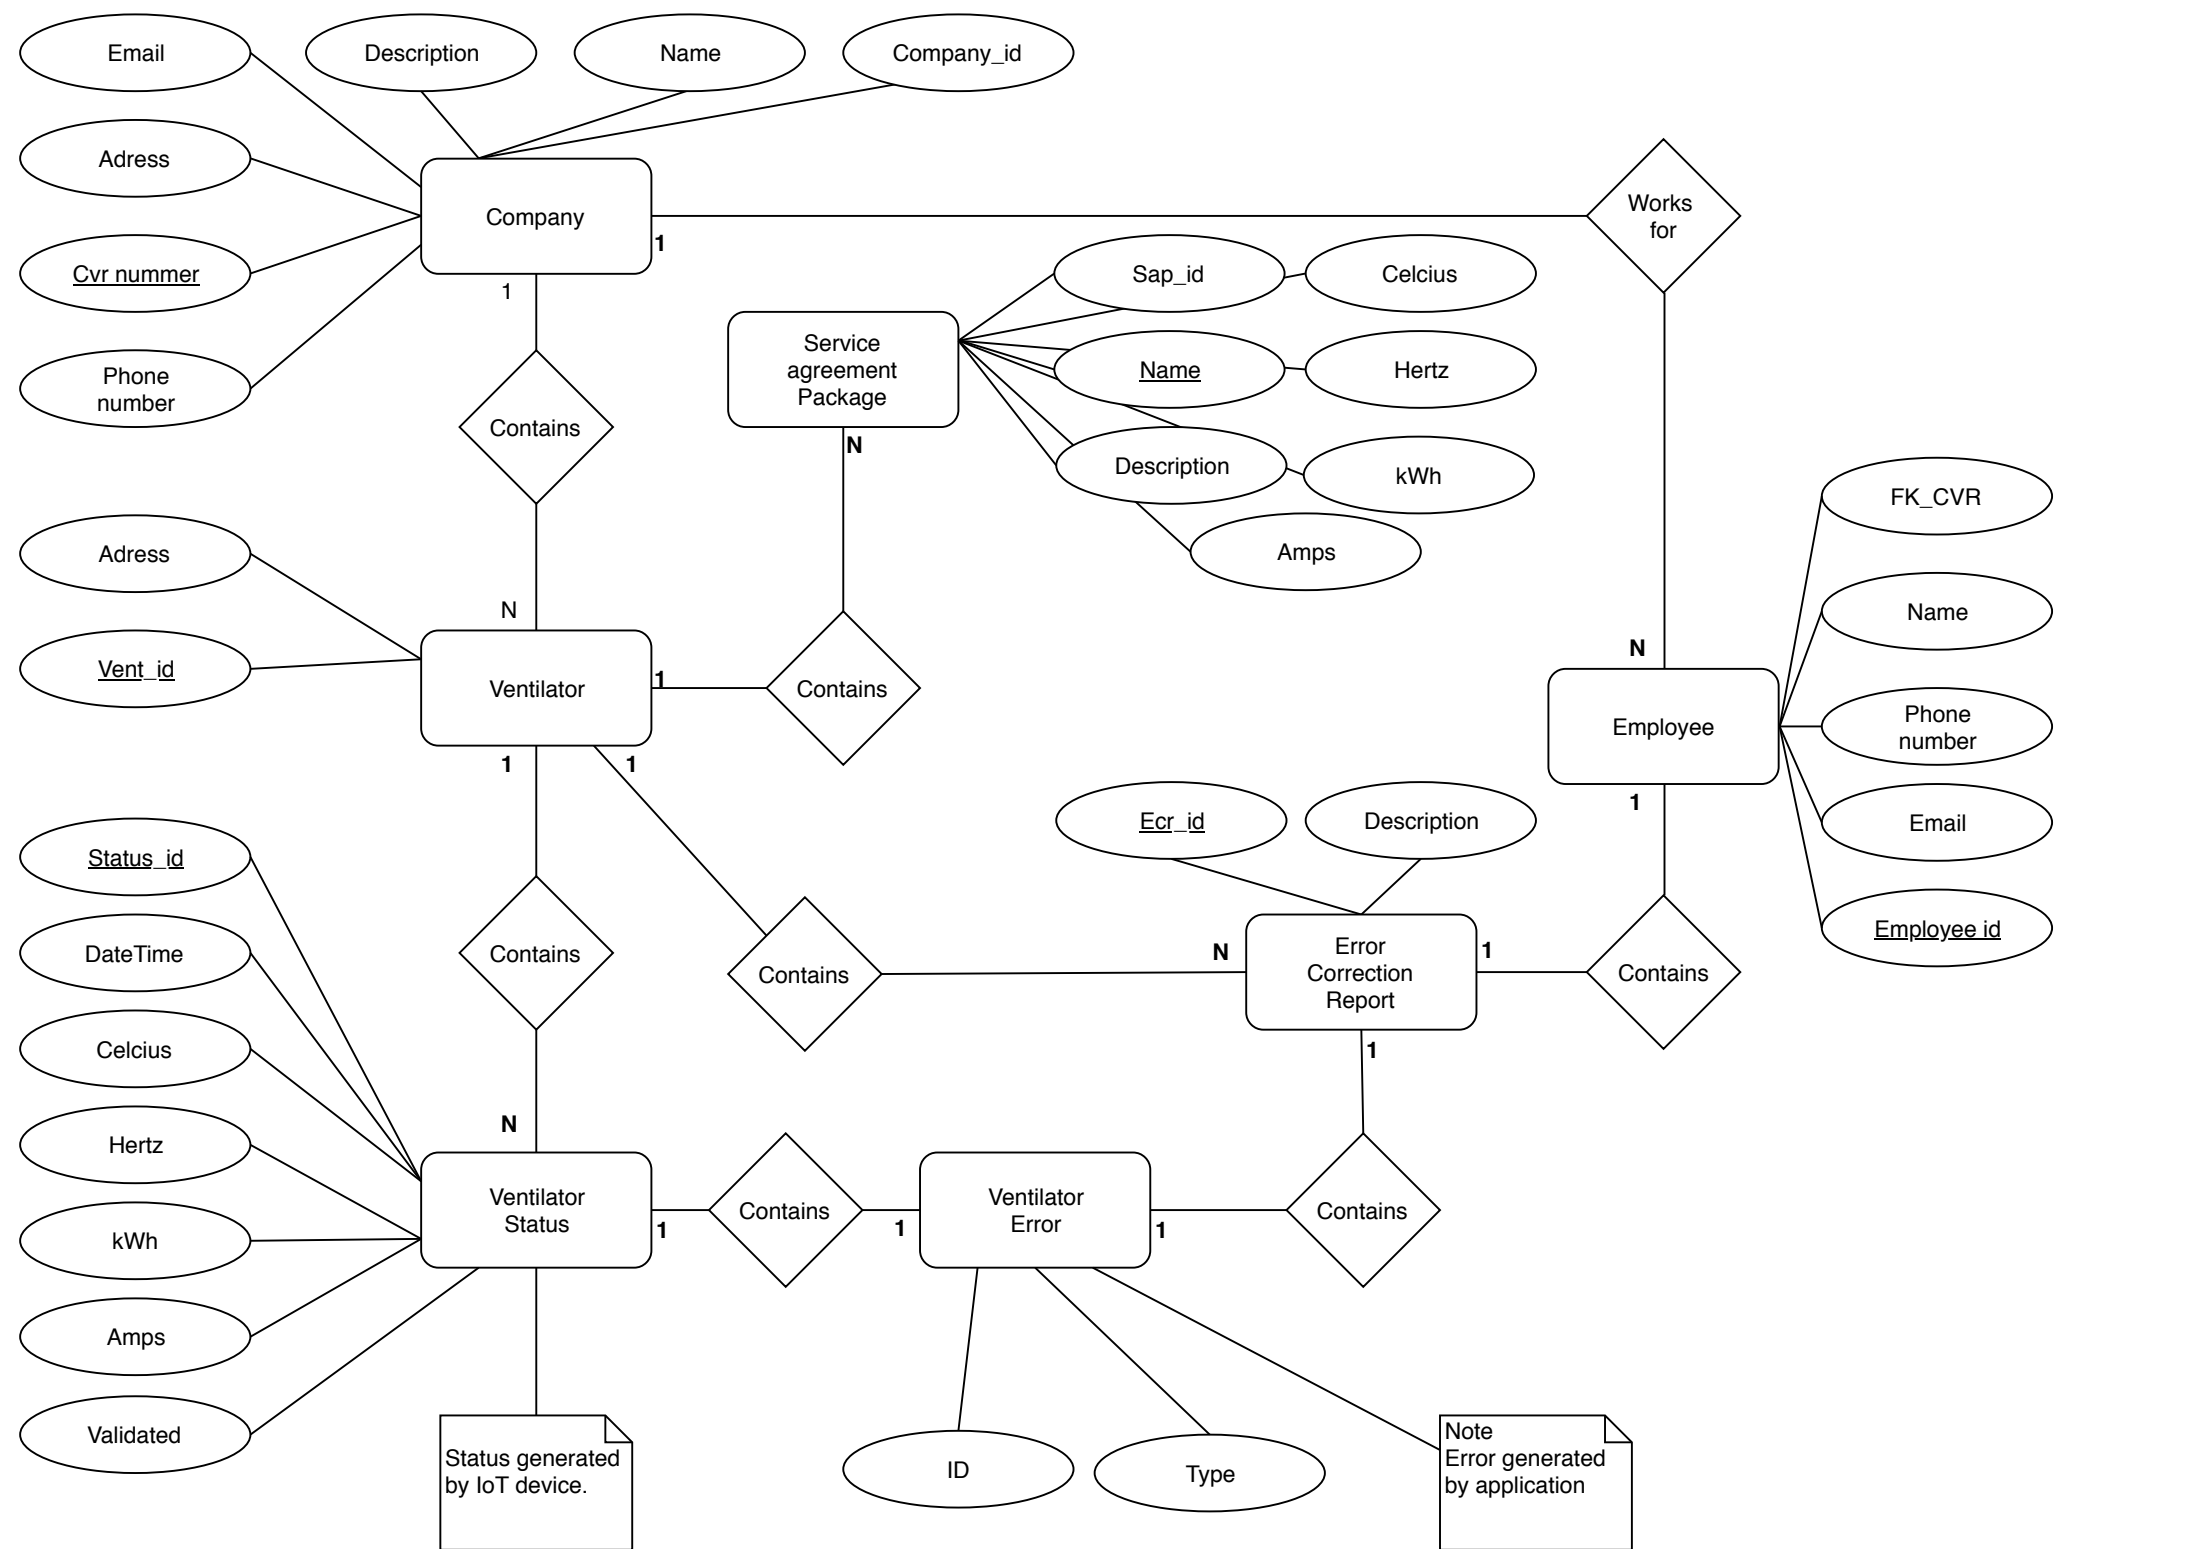 Email
Description
Name
Company_id
Adress
Company
1
Works
for
Cvr nummer
1
Sap_id
Celcius
Service
agreement
Package
Name
Hertz
Phone
number
Contains
N
Description
kWh
FK_CVR
Amps
Adress
N
Name
N
Vent_id
Ventilator
1
Contains
Employee
Phone
number
1
1
1
Ecr_id
Description
Email
Status_id
Employee id
DateTime
Contains
Contains
N
Error
Correction
Report
1
Contains
Celcius
1
N
Hertz
Ventilator
Status
1
Contains
1
Ventilator
Error
1
Contains
kWh
Amps
Validated
Status generated
by IoT device.
ID
Type
Note
Error generated
by application